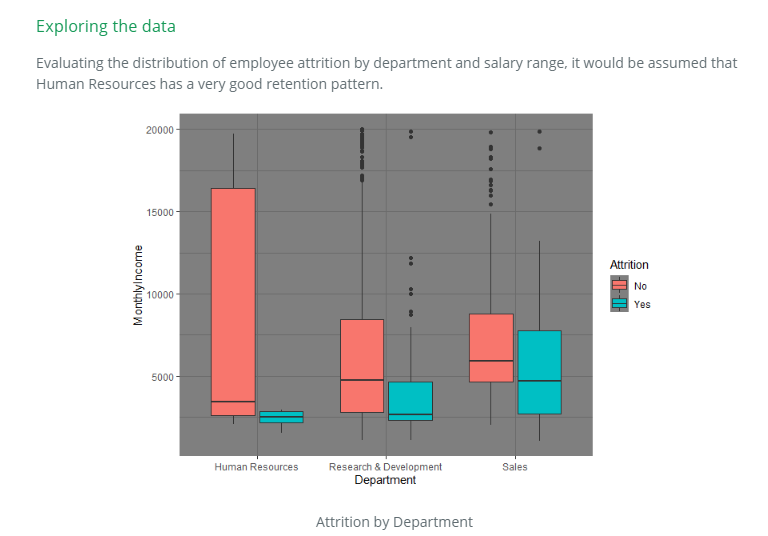 Exploring the data
Evaluating the distribution of employee attrition by department and salary range, it would be assumed that
Human Resources has a very good retention pattern.
20000
15000
10000
5000
MonthlyIncome
Human Resources
Research & Development
Sales
Department
Attrition
No
Yes
Attrition by Department